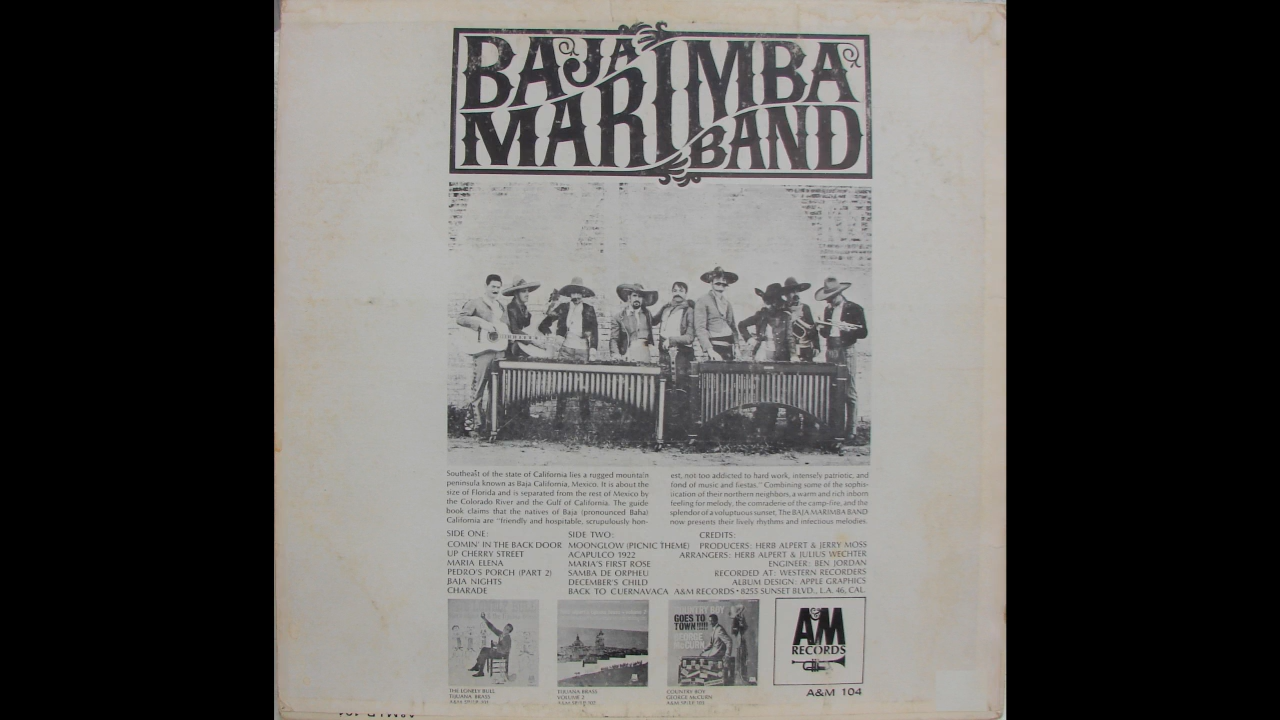 BAJA MARIMBA BAND
Southeast of the state of California lies a rugged mountain
peninsula known as Baja California, Mexico. It is about the
size of Florida and is separated from the rest of Mexico by
the Colorado River and the Gulf of California. The guide
book claims that the natives of Baja (pronounced Baha)
California are "friendly and hospitable, scrupulously hon-
est, not too addicted to hard work, intensely patriotic, and
fond of music and fiestas." Combining some of the sophis-
tication of their northern neighbors, a warm and rich inborn
feeling for melody, the comraderie of the camp-fire, and the
splendor of a voluptuous sunset, The BAJA MARIMBA BAND
now presents their lively rhythms and infectious melodies.
SIDE ONE:
COMIN' IN THE BACK DOOR
UP CHERRY STREET
MARIA ELENA
PEDRO'S PORCH (PART 2)
BAJA NIGHTS
CHARADE
SIDE TWO:
MOONGLOW (PICNIC THEME)
ACAPULCO 1922
MARIA'S FIRST ROSE
SAMBA DE ORPHEU
DECEMBER'S CHILD
BACK TO CUERNAVACA
CREDITS:
PRODUCERS: HERB ALPERT & JERRY MOSS
ARRANGERS: HERB ALPERT & JULIUS WECHTER
ENGINEER: BEN JORDAN
RECORDED AT: WESTERN RECORDERS
ALBUM DESIGN: APPLE GRAPHICS
A&M RECORDS • 8255 SUNSET BLVD., L.A. 46, CAL.
COUNTRY BOY
GOES TO
TOWN!!!!!
GEORGE
McCURN
A&M
RECORDS
THE LONELY BULL
TIJUANA BRASS
TIJUANA BRASS
VOLUME 2
COUNTRY BOY
GEORGE McCURN
A&M 104